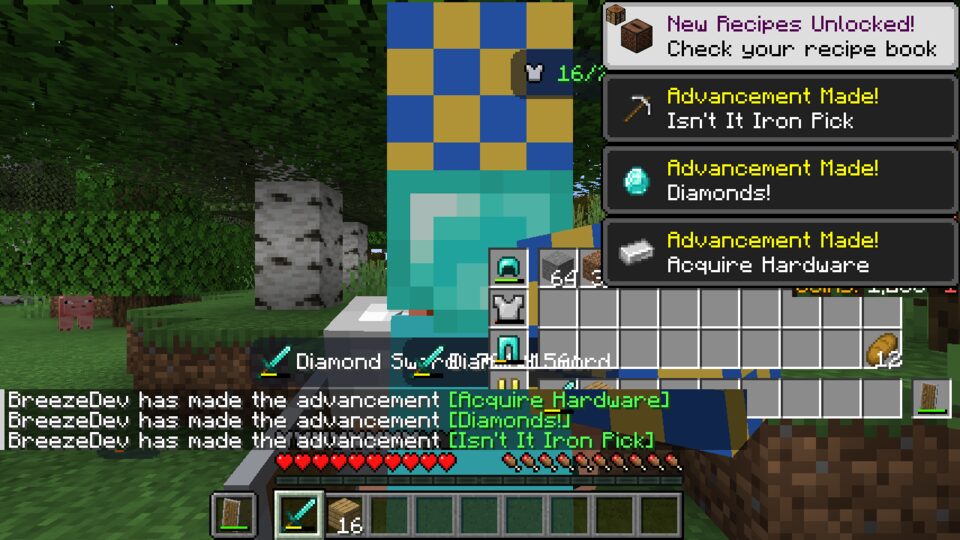 New Recipes Unlocked!
Check your recipe book
16/
Advancement Made!
Isn't It Iron Pick
Advancement Made!
Diamonds!
Advancement Made!
Acquire Hardware
64
12
Diamond
BreezeDev has made the advancement [Acquire Hardware]
BreezeDev has made the advancement [Diamonds!]
BreezeDev has made the advancement [Isn't It Iron Pick]
16